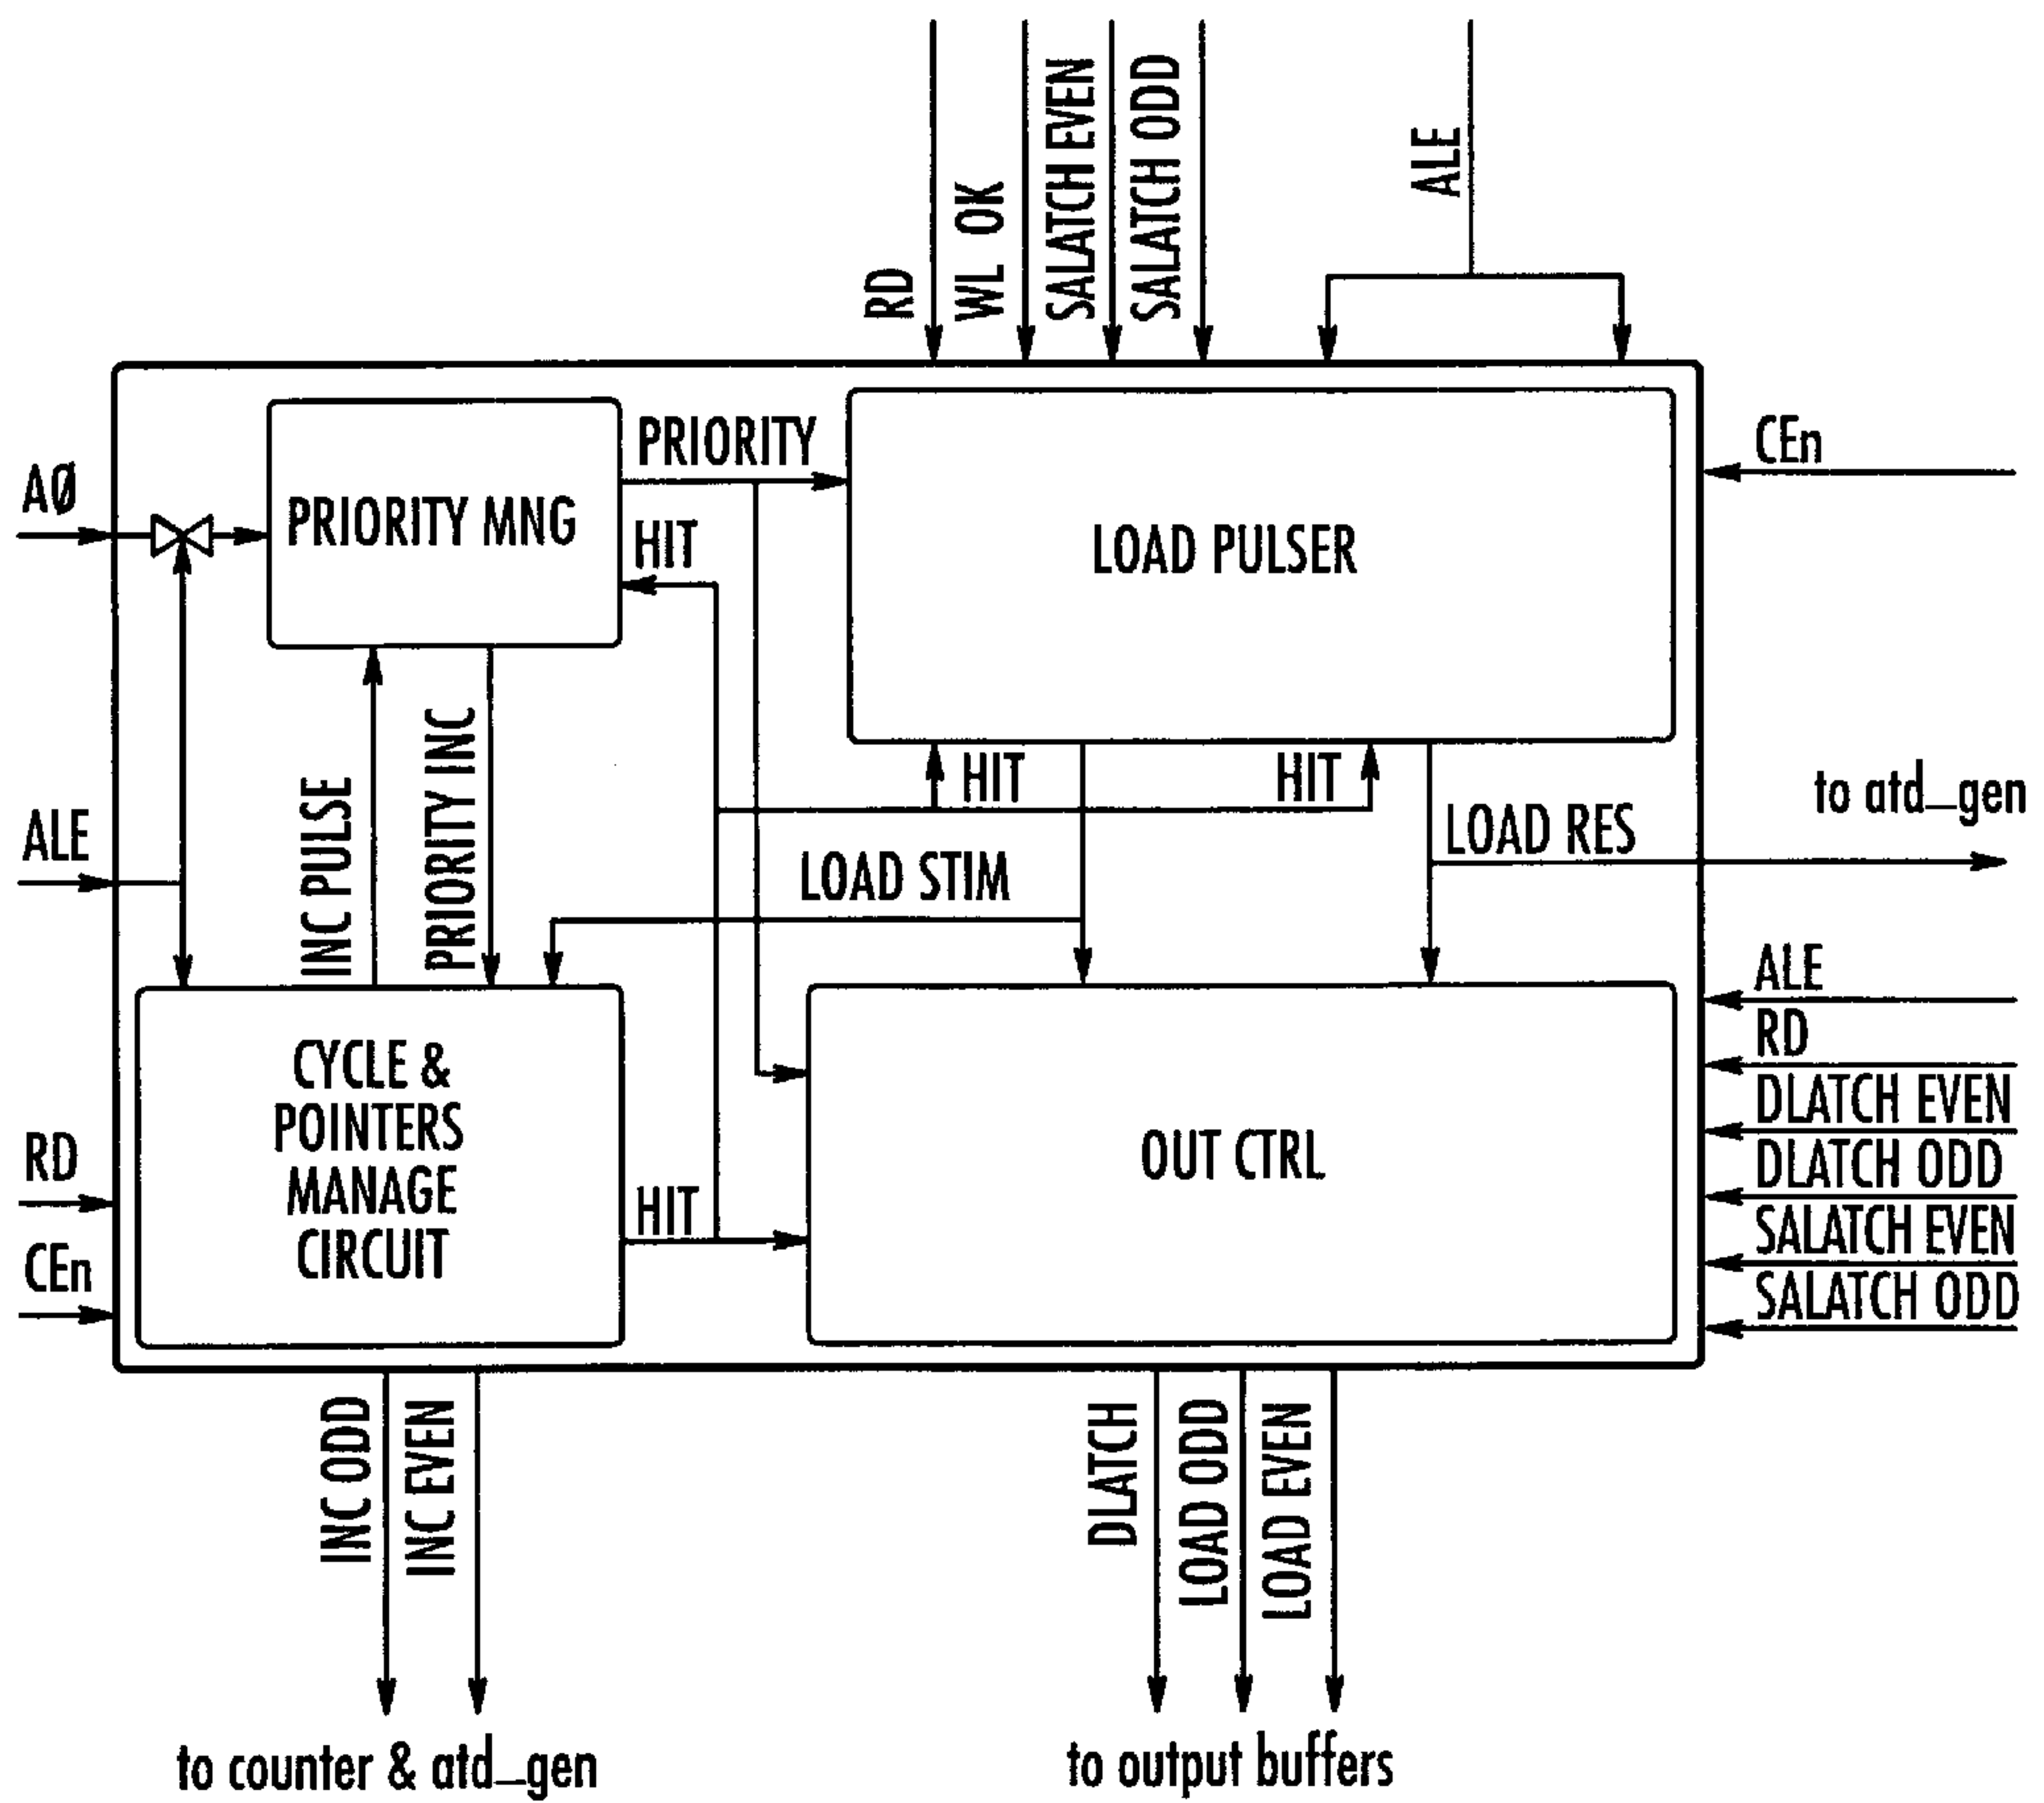 RD
WL OK
SALATCH EVEN
SALATCH ODD
ALE
AØ
PRIORITY MNG
PRIORITY
HIT
LOAD PULSER
CEn
ALE
INC PULSE
PRIORITY INC
HIT
HIT
LOAD STIM
LOAD RES
to atd_gen
CYCLE &
POINTERS
MANAGE
CIRCUIT
HIT
OUT CTRL
RD
CEn
ALE
RD
DLATCH EVEN
DLATCH ODD
SALATCH EVEN
SALATCH ODD
INC ODD
INC EVEN
DLATCH
LOAD ODD
LOAD EVEN
to counter & atd_gen
to output buffers